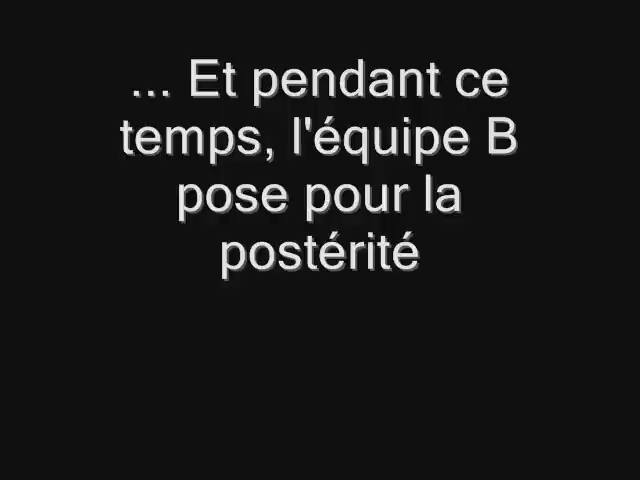 ... Et pendant ce
temps, l'équipe B
pose pour la
postérité